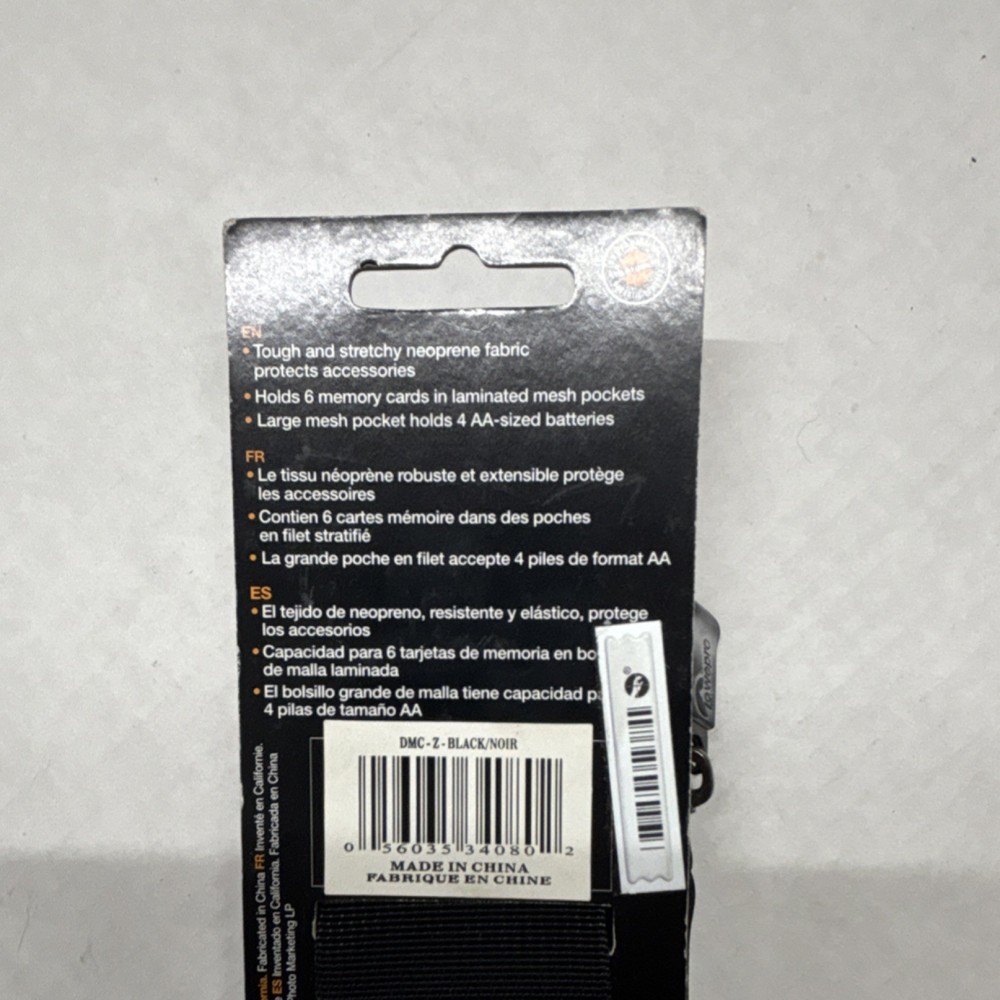 EN
• Tough and stretchy neoprene fabric
protects accessories
• Holds 6 memory cards in laminated mesh pockets
• Large mesh pocket holds 4 AA-sized batteries
FR
• Le tissu néoprène robuste et extensible protège
les accessoires
• Contien 6 cartes mémoire dans des poches
en filet stratifié
• La grande poche en filet accepte 4 piles de format AA
ES
• El tejido de neopreno, resistente y elástico, protege
los accesorios
• Capacidad para 6 tarjetas de memoria en
de malla laminada
• El bolsillo grande de malla tiene capacidad
4 pilas de tamaño AA
DMC-Z-BLACK/NOIR
0 56035 34080 2
MADE IN CHINA
FABRIQUE EN CHINE
Fabricated in China FR Inventé en Californie.
ES Inventado en California. Fabricada en China
Marketing LP
lowepro